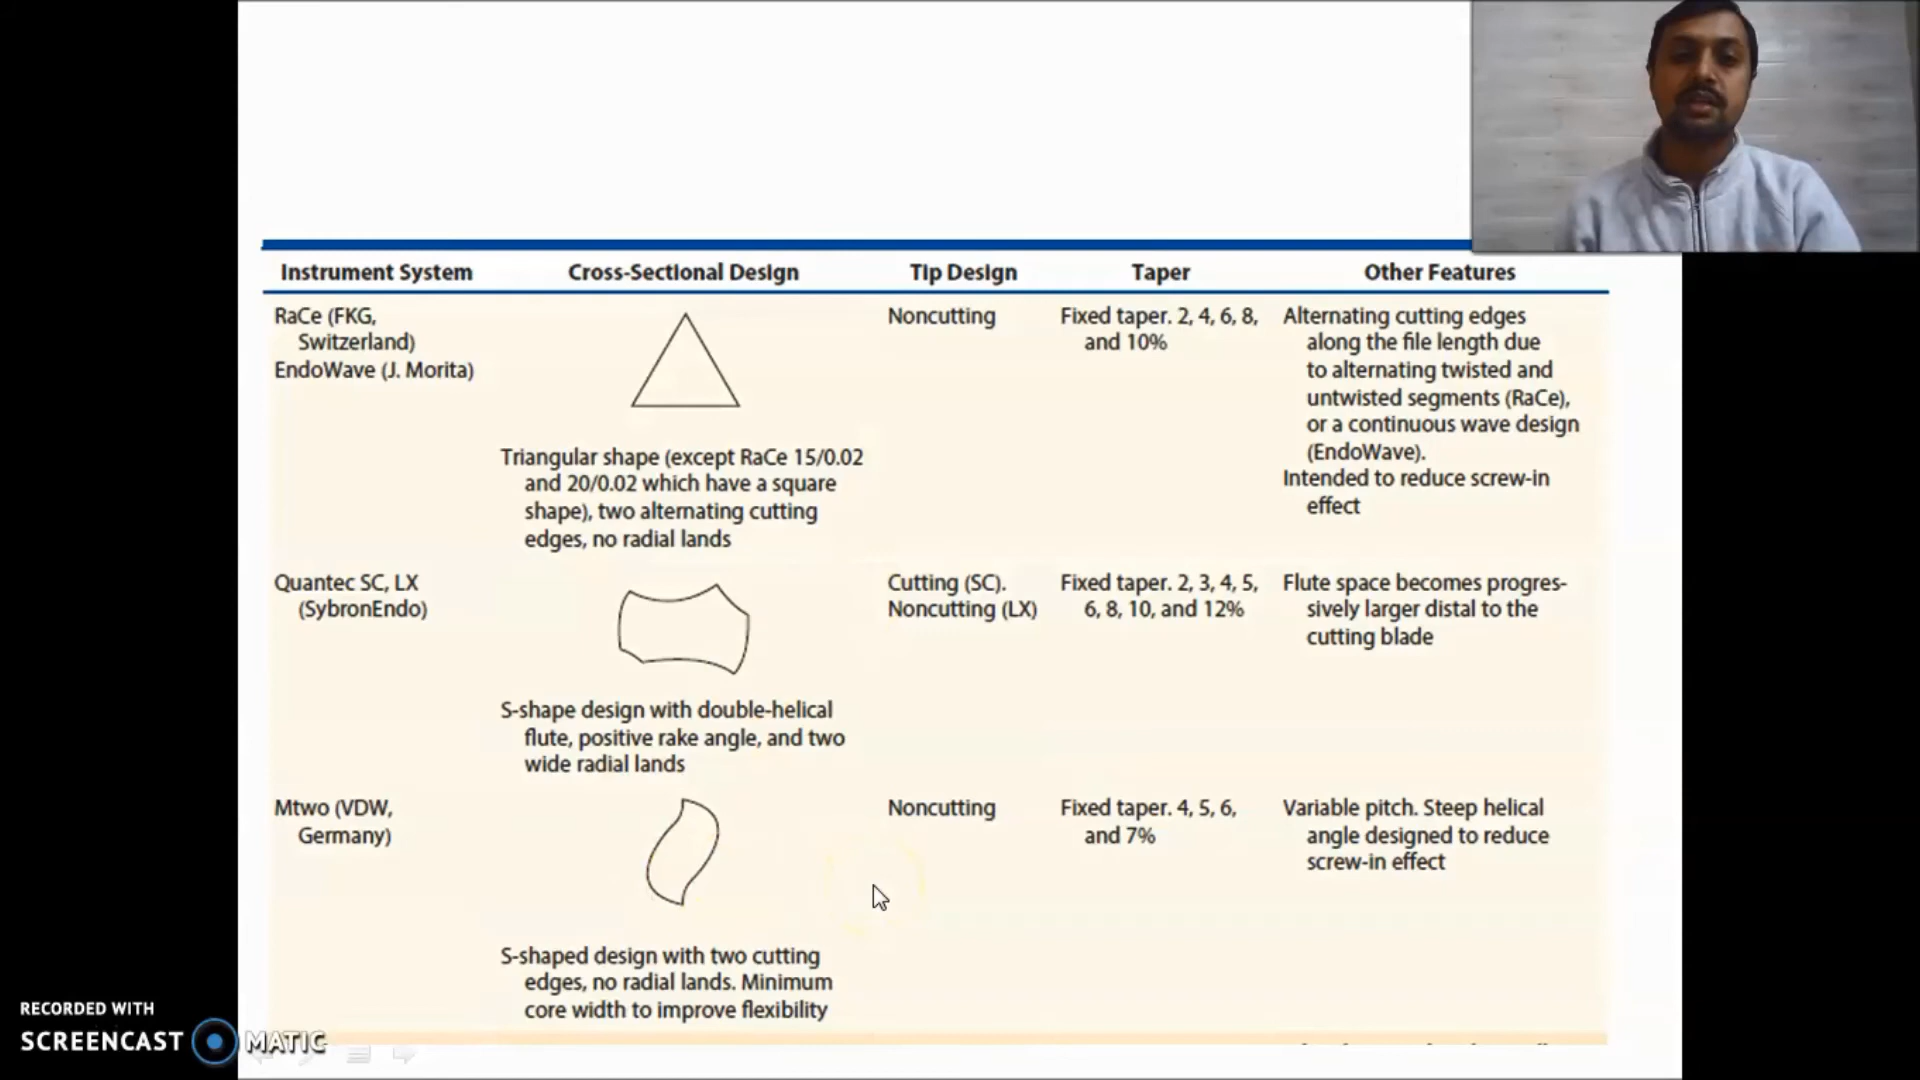 Instrument System
Cross-Sectional Design
Tip Design
Taper
Other Features
RaCe (FKG,
Switzerland)
EndoWave (J. Morita)
Triangular shape (except RaCe 15/0.02
and 20/0.02 which have a square
shape), two alternating cutting
edges, no radial lands
Noncutting
Fixed taper. 2, 4, 6, 8,
and 10%
Alternating cutting edges
along the file length due
to alternating twisted and
untwisted segments (RaCe),
or a continuous wave design
(EndoWave).
Intended to reduce screw-in
effect
Quantec SC, LX
(SybronEndo)
S-shape design with double-helical
flute, positive rake angle, and two
wide radial lands
Cutting (SC).
Noncutting (LX)
Fixed taper. 2, 3, 4, 5,
6, 8, 10, and 12%
Flute space becomes progres-
sively larger distal to the
cutting blade
Mtwo (VDW,
Germany)
S-shaped design with two cutting
edges, no radial lands. Minimum
core width to improve flexibility
Noncutting
Fixed taper. 4, 5, 6,
and 7%
Variable pitch. Steep helical
angle designed to reduce
screw-in effect
RECORDED WITH
SCREENCAST MATIC